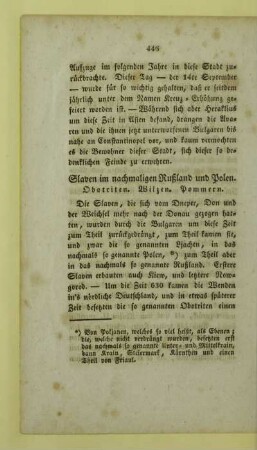 446
Aufzuge im folgenden Jahre in diese Stadt zu-
rückbrachte. Dieser Tag — der 14te September
— wurde für so wichtig gehalten, daß er seitdem
jährlich unter dem Namen Kreuz-Erhöhung ge-
feiert worden ist. — Während sich aber Heraklius
um diese Zeit in Asien befand, drangen die Ava-
ren und die ihnen jetzt unterworfenen Bulgaren bis
nahe an Constantinopel vor, und kaum vermochten
es die Bewohner dieser Stadt, sich dieser so be-
denklichen Feinde zu erwehren.
Slaven im nachmaligen Rußland und Polen.
Obotriten. Wilzen. Pommern.
Die Slaven, die sich vom Dneper, Don und
der Weichsel mehr nach der Donau gezogen hat-
ten, wurden durch die Bulgaren um diese Zeit
zum Theil zurückgedrängt, zum Theil kamen sie,
und zwar die so genannten Ljachen, in das
nachmals so genannte Polen, *) zum Theil aber
in das nachmals so genannte Rußland. Erstere
Slaven erbauten auch Kiew, und letztere Now-
gorod. — Um die Zeit 630 kamen die Wenden
in's nördliche Deutschland, und in etwas späterer
Zeit besetzten die so genannten Obotriten einen
*) Von Poljanen, welches so viel heißt, als Ebenen;
die, welche nicht verdrängt wurden, besetzten erst
das nachmals so genannte Unter- und Mittelkrain,
dann Krain, Steiermark, Kärnthen und einen
Theil von Friaul.